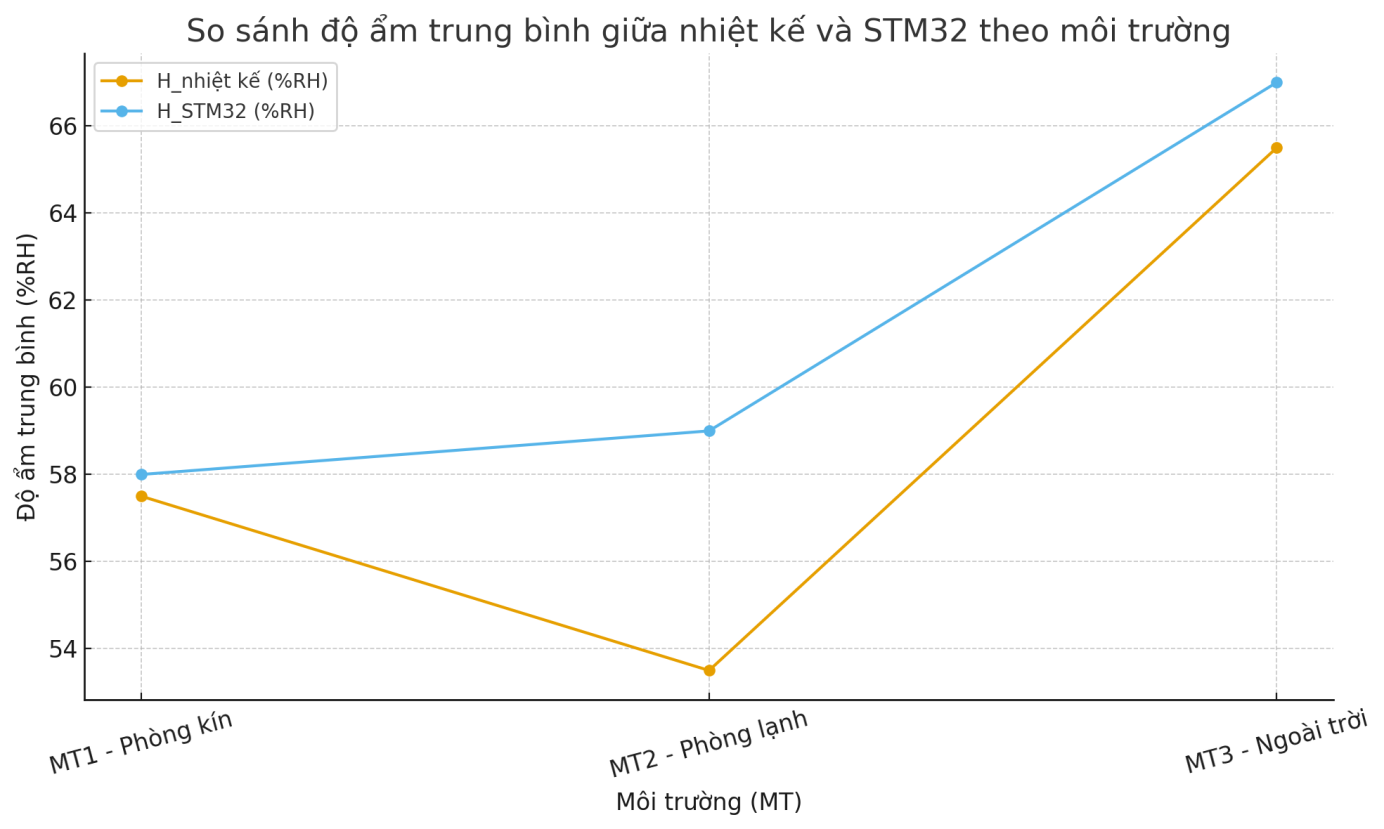 So sánh độ ẩm trung bình giữa nhiệt kế và STM32 theo môi trường
H_nhiệt kế (%RH)
H_STM32 (%RH)
Độ ẩm trung bình (%RH)
66
64
62
60
58
56
54
MT1 - Phòng kín
MT2 - Phòng lạnh
MT3 - Ngoài trời
Môi trường (MT)